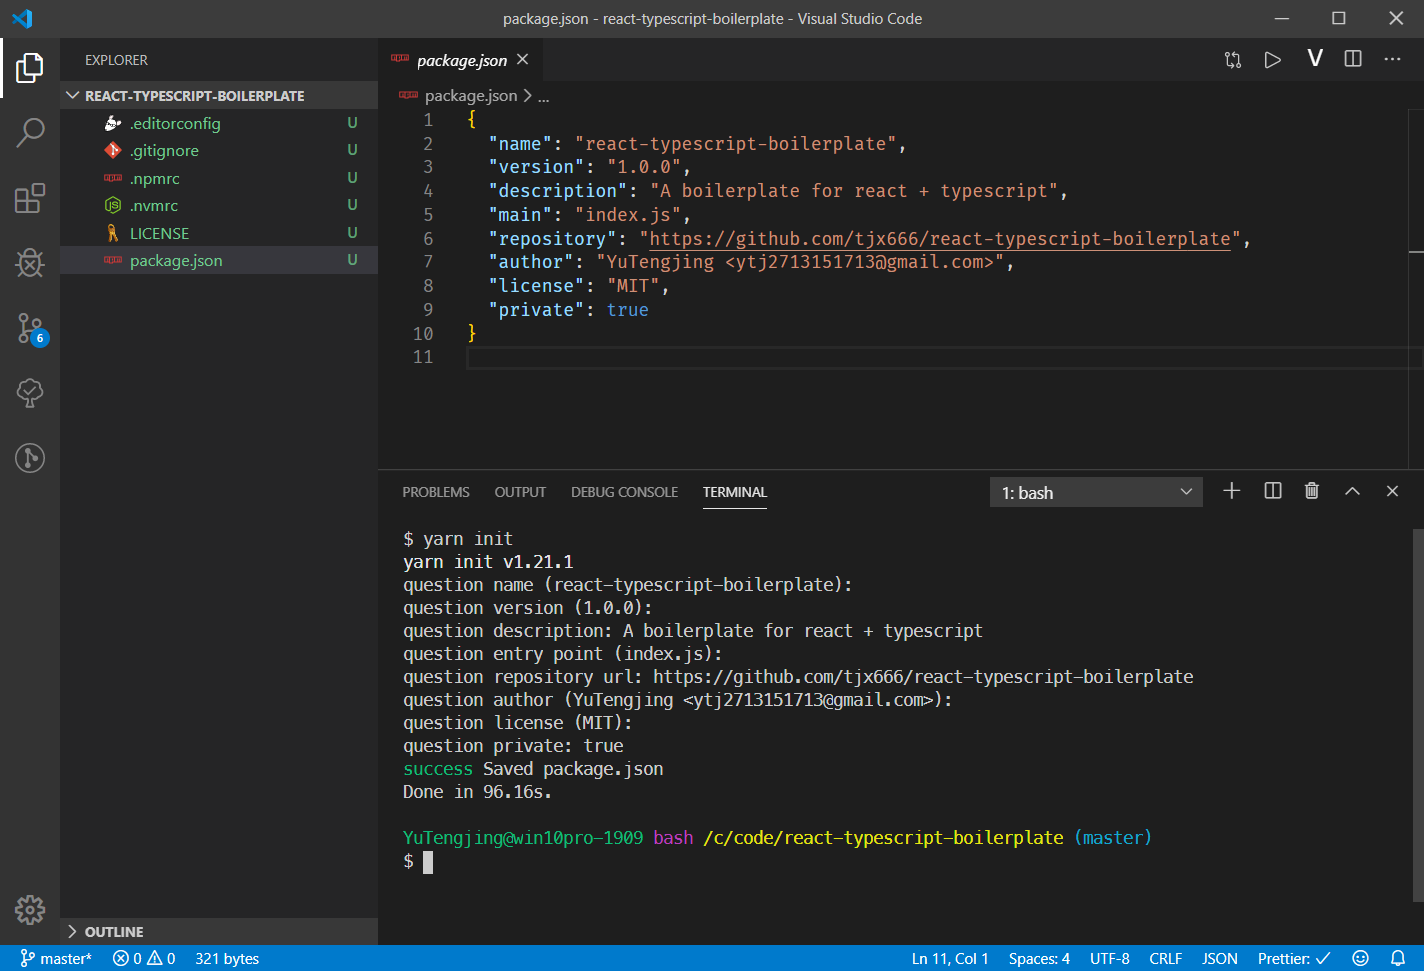 package.json - react-typescript-boilerplate - Visual Studio Code
EXPLORER
REACT-TYPESCRIPT-BOILERPLATE
.editorconfig U
.gitignore U
.npmrc U
JS .nvmrc U
LICENSE U
package.json U
6
OUTLINE
package.json
V
package.json > ...
1 {
2 "name": "react-typescript-boilerplate",
3 "version": "1.0.0",
4 "description": "A boilerplate for react + typescript",
5 "main": "index.js",
6 "repository": "https://github.com/tjx666/react-typescript-boilerplate",
7 "author": "YuTengjing <ytj2713151713@gmail.com>",
8 "license": "MIT",
9 "private": true
10 }
11
PROBLEMS OUTPUT DEBUG CONSOLE TERMINAL 1: bash
$ yarn init
yarn init v1.21.1
question name (react-typescript-boilerplate):
question version (1.0.0):
question description: A boilerplate for react + typescript
question entry point (index.js):
question repository url: https://github.com/tjx666/react-typescript-boilerplate
question author (YuTengjing <ytj2713151713@gmail.com>):
question license (MIT):
question private: true
success Saved package.json
Done in 96.16s.
YuTengjing@win10pro-1909 bash /c/code/react-typescript-boilerplate (master)
$
master* 0 0 321 bytes Ln 11, Col 1 Spaces: 4 UTF-8 CRLF JSON Prettier: ✓